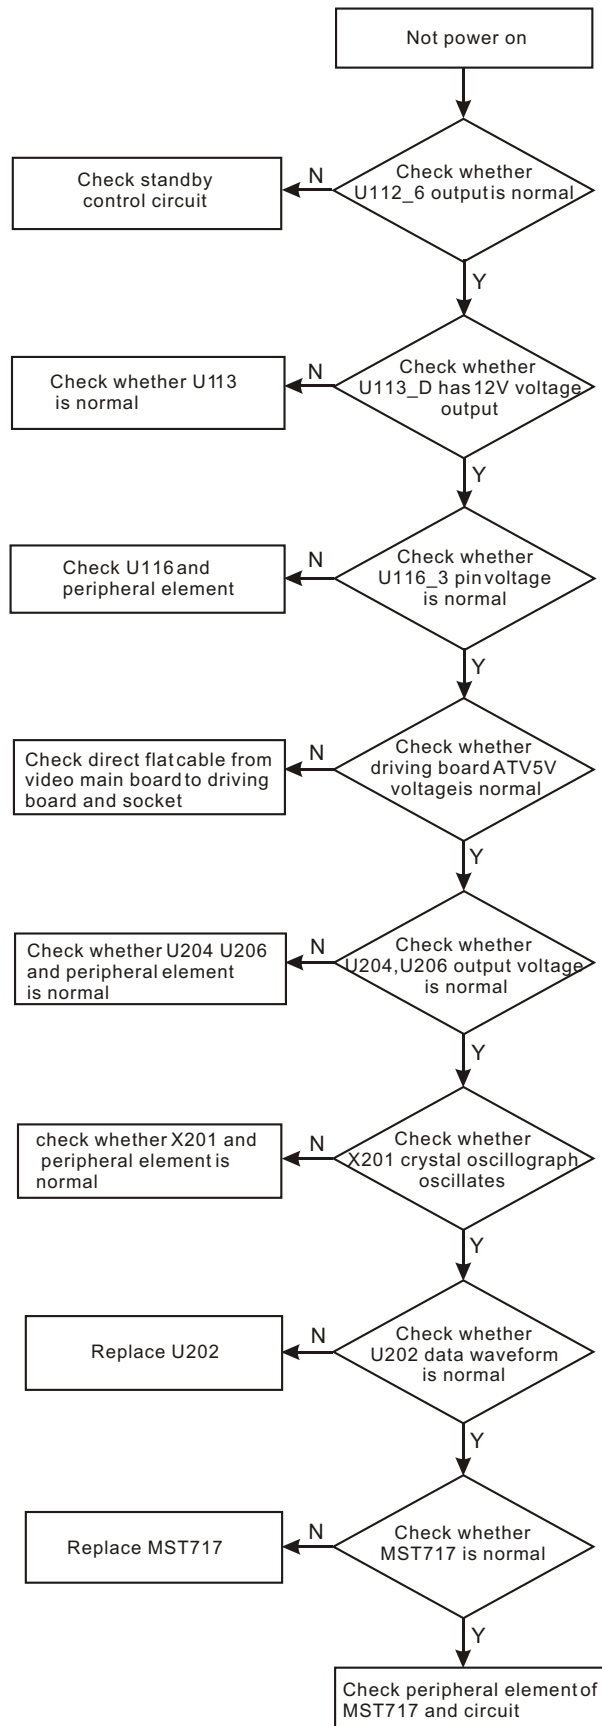 Not power on
Check whether
U112_6 output is normal
N
Check standby
control circuit
Y
Check whether
U113_D has 12V voltage
output
N
Check whether U113
is normal
Y
Check whether
U116_3 pin voltage
is normal
N
Check U116 and
peripheral element
Y
Check whether
driving board ATV5V
voltage is normal
N
Check direct flat cable from
video main board to driving
board and socket
Y
Check whether
U204,U206 output voltage
is normal
N
Check whether U204 U206
and peripheral element
is normal
Y
Check whether
X201 crystal oscillograph
oscillates
N
check whether X201 and
peripheral element is
normal
Y
Check whether
U202 data waveform
is normal
N
Replace U202
Y
Check whether
MST717 is normal
N
Replace MST717
Y
Check peripheral element of
MST717 and circuit